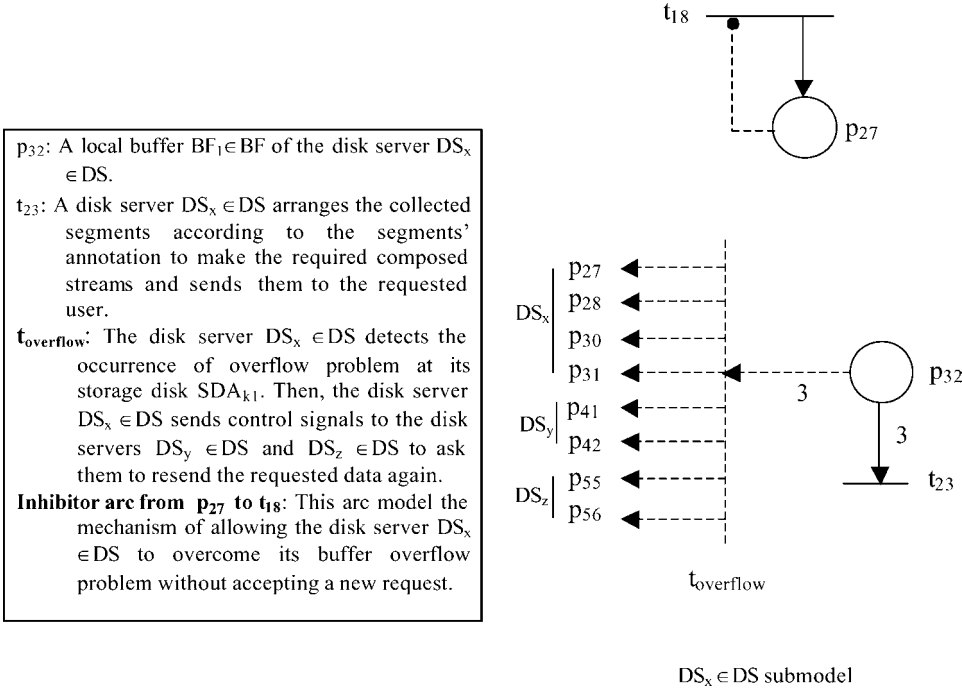 t18
p27
p32: A local buffer BF1∈BF of the disk server DSx
∈DS.
t23: A disk server DSx ∈DS arranges the collected
segments according to the segments'
annotation to make the required composed
streams and sends them to the requested
user.
toverflow: The disk server DSx ∈DS detects the
occurrence of overflow problem at its
storage disk SDAk1. Then, the disk server
DSx ∈DS sends control signals to the disk
servers DSy ∈DS and DSz ∈DS to ask
them to resend the requested data again.
Inhibitor arc from p27 to t18: This arc model the
mechanism of allowing the disk server DSx
∈DS to overcome its buffer overflow
problem without accepting a new request.
DSx
p27
p28
p30
p31
DSy
p41
p42
DSz
p55
p56
3
p32
3
t23
toverflow
DSx ∈DS submodel